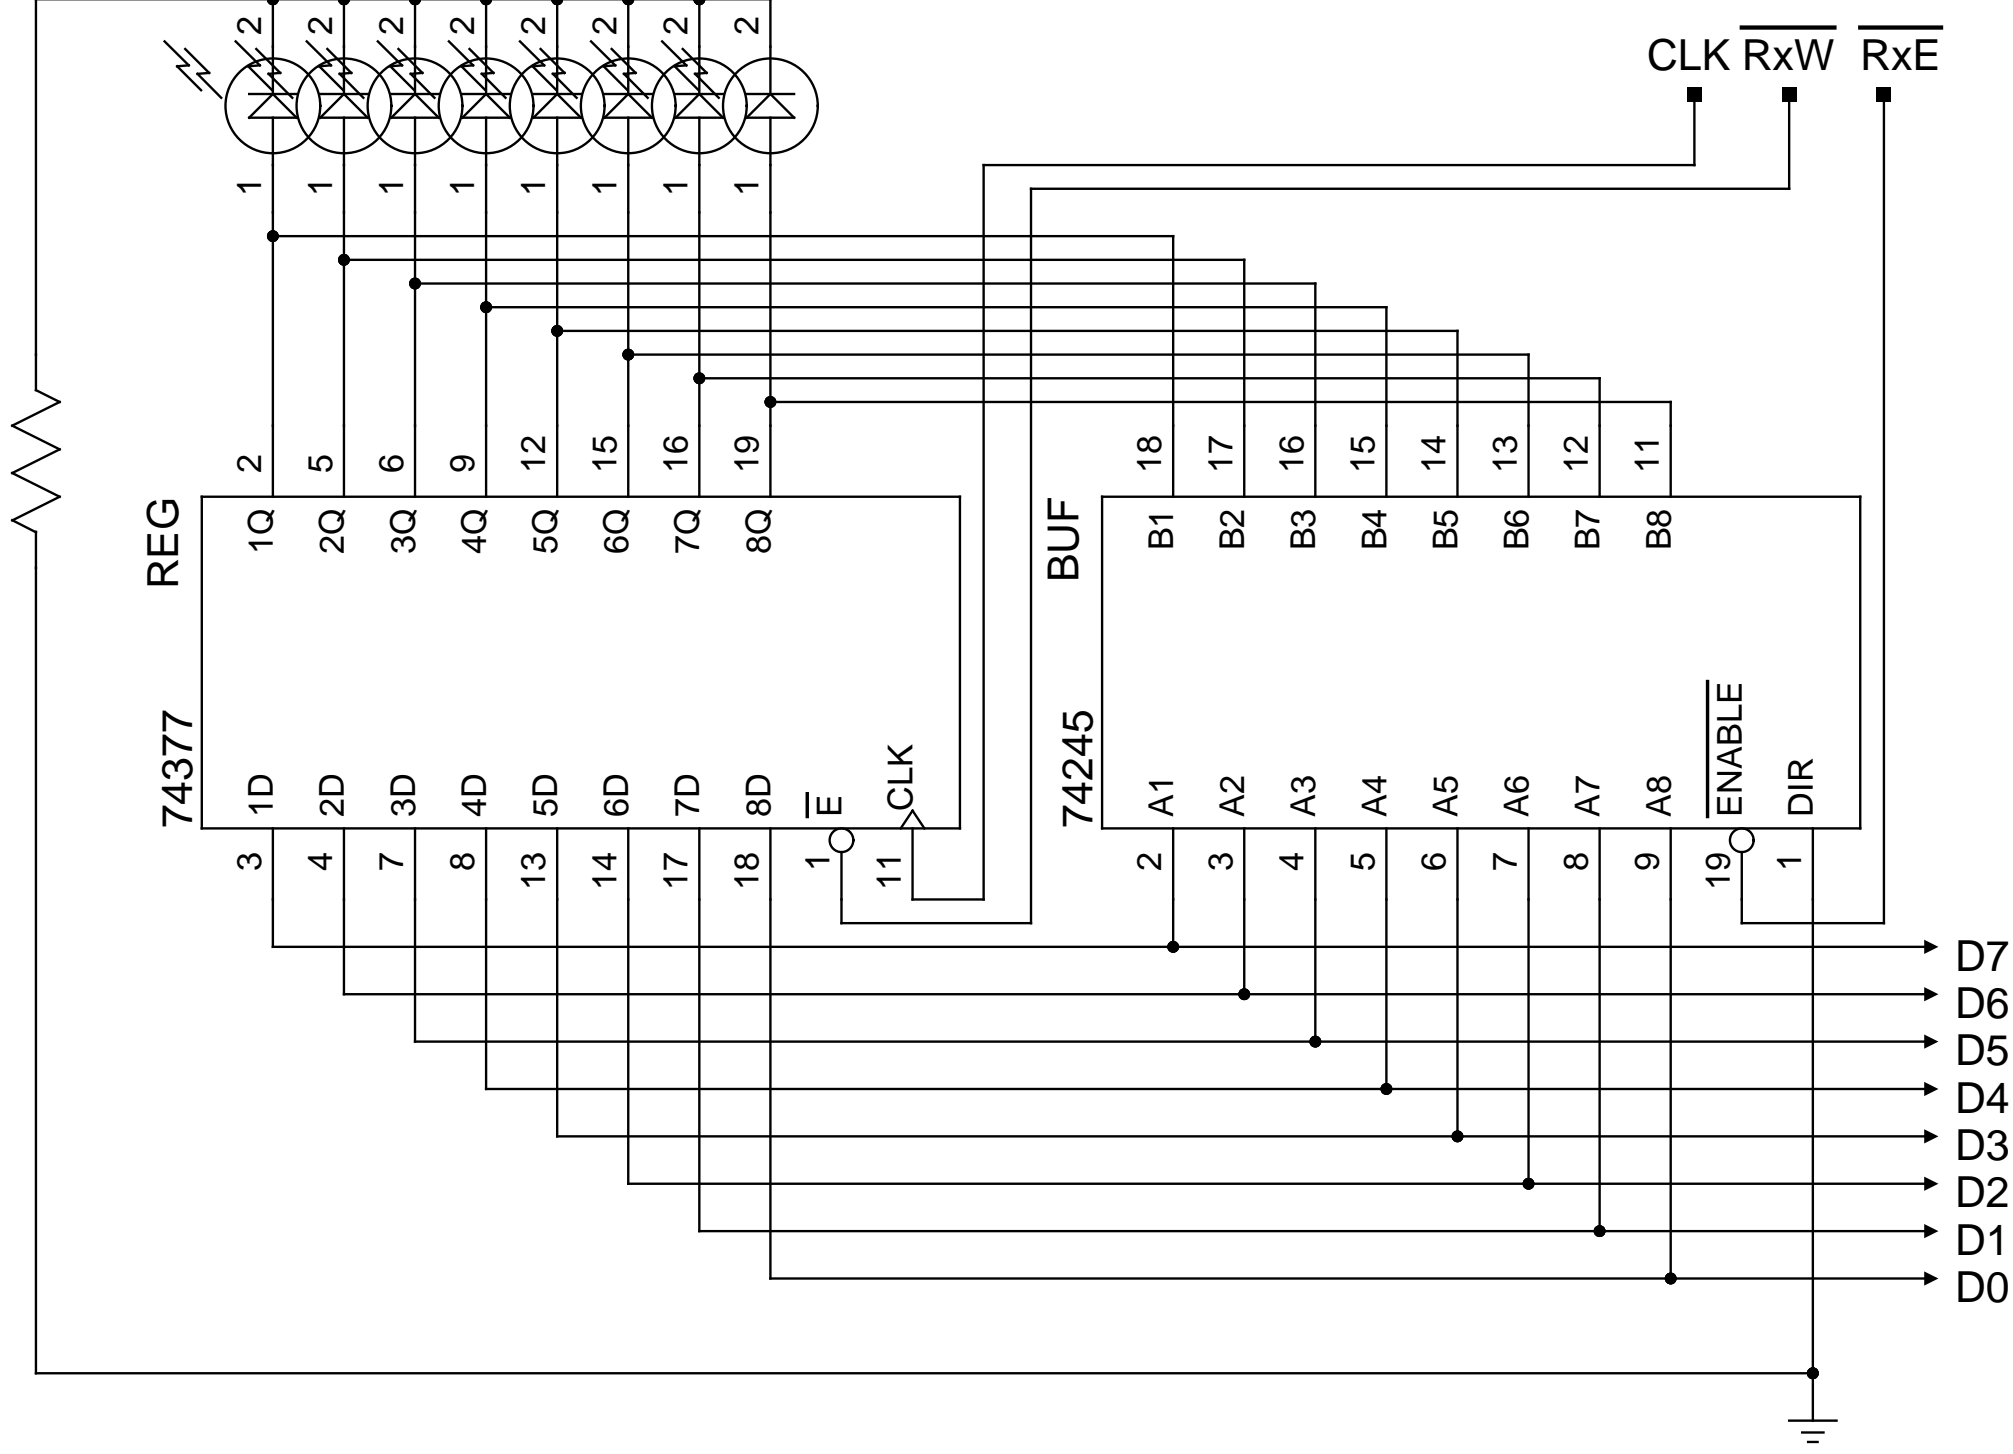 2 2 2 2 2 2 2 2
CLK R̅x̅W̅ R̅x̅E̅
1 1 1 1 1 1 1 1
2 5 6 9 12 15 16 19
18 17 16 15 14 13 12 11
REG
1Q 2Q 3Q 4Q 5Q 6Q 7Q 8Q
BUF
B1 B2 B3 B4 B5 B6 B7 B8
74377
1D 2D 3D 4D 5D 6D 7D 8D E̅ CLK
74245
A1 A2 A3 A4 A5 A6 A7 A8 E̅N̅A̅B̅L̅E̅ DIR
3 4 7 8 13 14 17 18 1 11
2 3 4 5 6 7 8 9 19 1
D7
D6
D5
D4
D3
D2
D1
D0